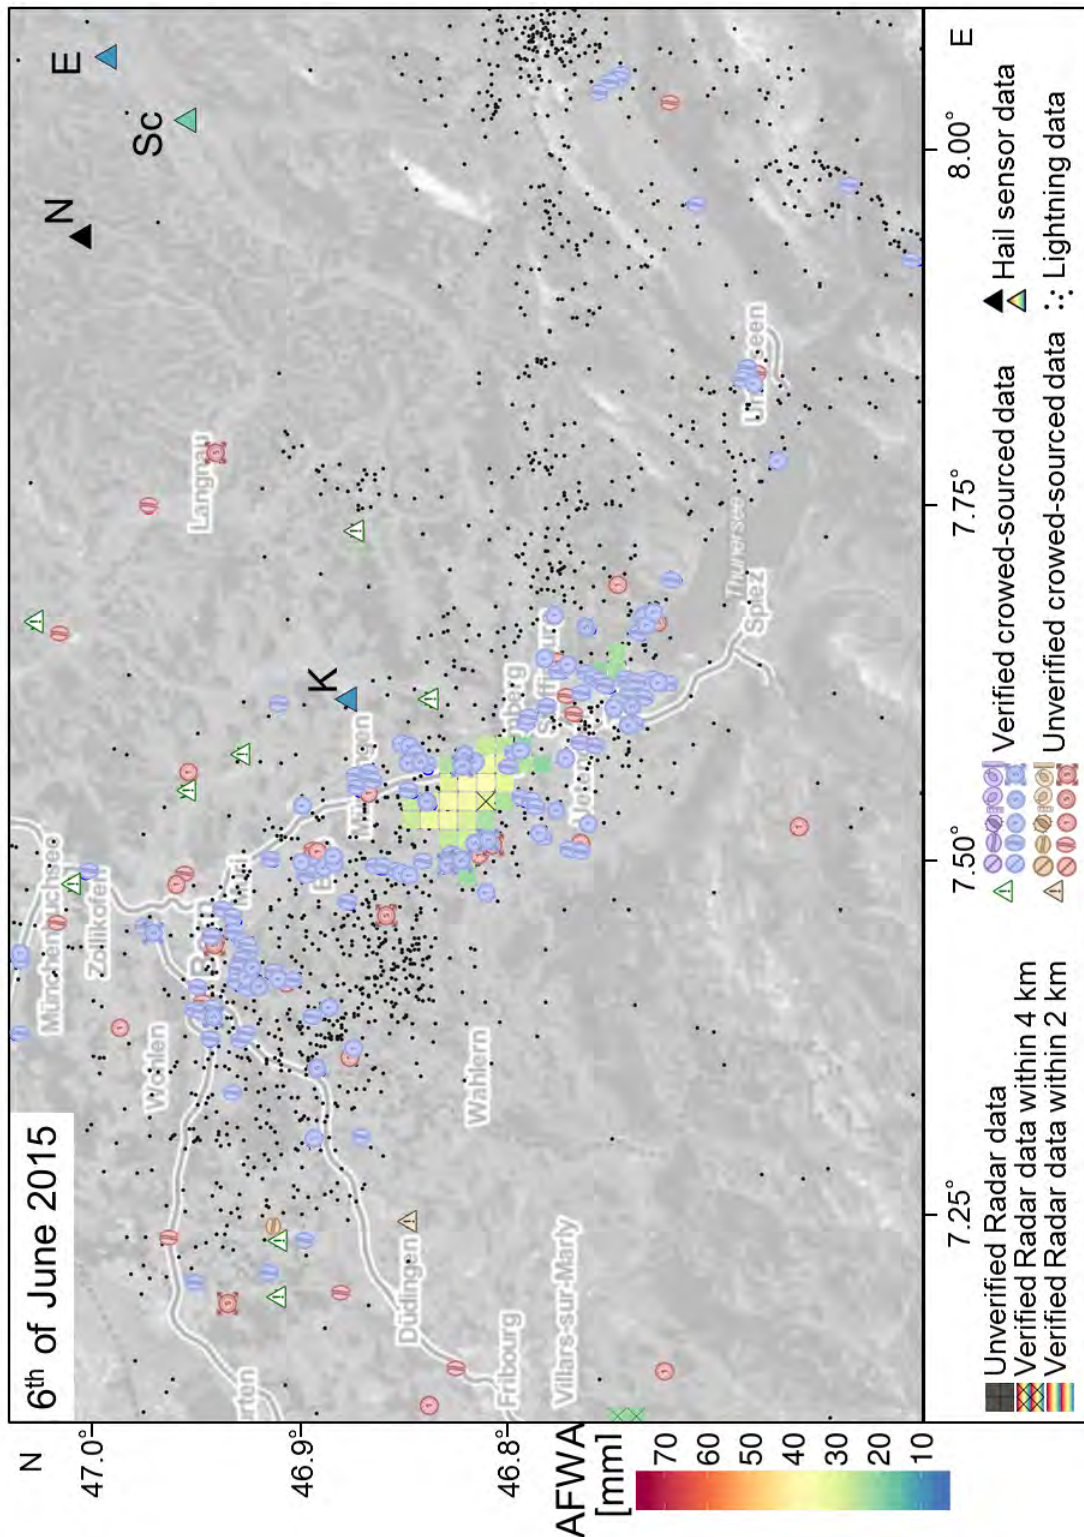 6th of June 2015
N
47.0
46.9
46.8
7.25°
7.50°
7.75°
8.00°
E
N
Sc
E
K
Münchenbuchsee
Zollikofen
Wohlen
Langnau
Wahlern
Düdingen
Fribourg
Villars-sur-Marly
Thunersee
Spiez
AFWA
[mm]
70
60
50
40
30
20
10
Unverified Radar data
Verified Radar data within 4 km
Verified Radar data within 2 km
Verified crowed-sourced data
Unverified crowed-sourced data
Hail sensor data
Lightning data